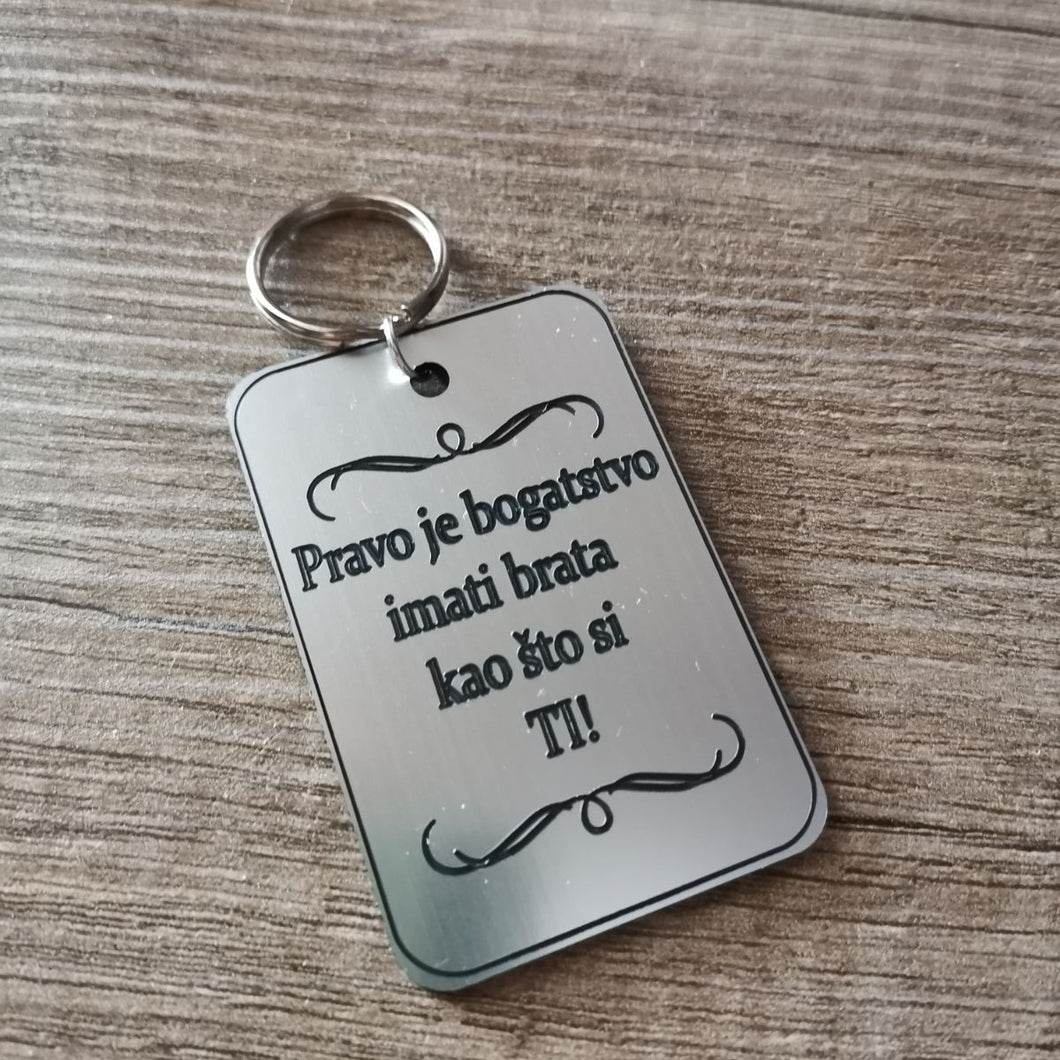 Pravo je bogatstvo
imati brata
kao što si
TI!